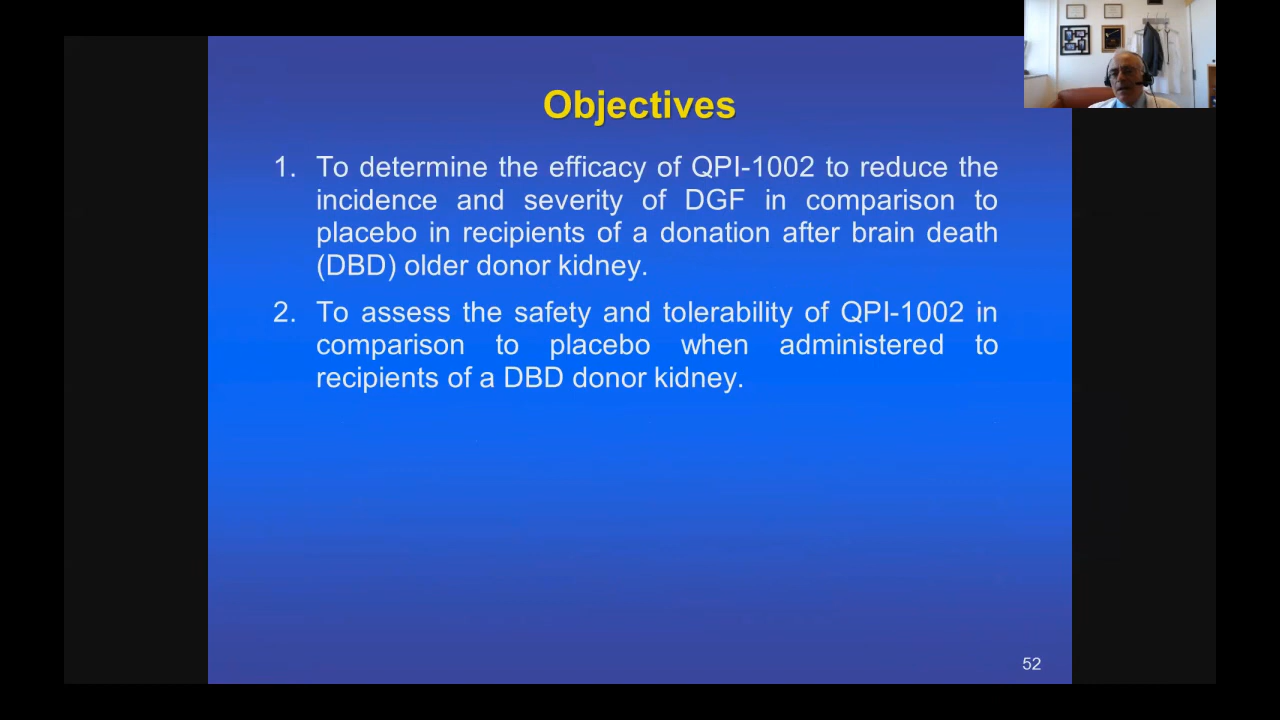 Objectives
1. To determine the efficacy of QPI-1002 to reduce the
incidence and severity of DGF in comparison to
placebo in recipients of a donation after brain death
(DBD) older donor kidney.
2. To assess the safety and tolerability of QPI-1002 in
comparison to placebo when administered to
recipients of a DBD donor kidney.
52